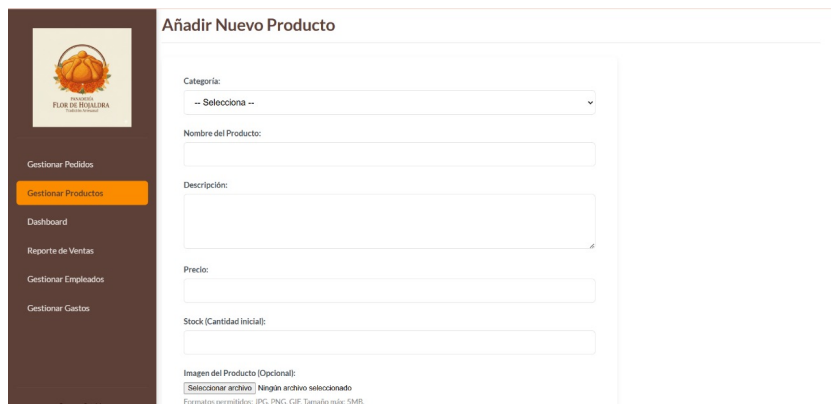 Añadir Nuevo Producto
PANADERÍA
FLOR DE HOJALDRA
Tradición Artesanal
Gestionar Pedidos
Gestionar Productos
Dashboard
Reporte de Ventas
Gestionar Empleados
Gestionar Gastos
Categoría:
-- Selecciona --
Nombre del Producto:
Descripción:
Precio:
Stock (Cantidad inicial):
Imagen del Producto (Opcional):
Seleccionar archivo Ningún archivo seleccionado
Formatos permitidos: JPG, PNG, GIF. Tamaño máx: 5MB.